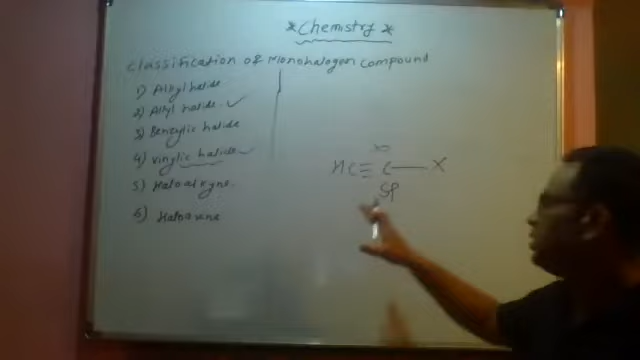 *Chemistry*
Classification of Monohalogen compound
1) Alkyl halide
2) Allyl halide ✓
3) Benzylic halide
4) Vinylic halide
5) Haloalkyne.
6) Haloarene
HC≡C—X
SP